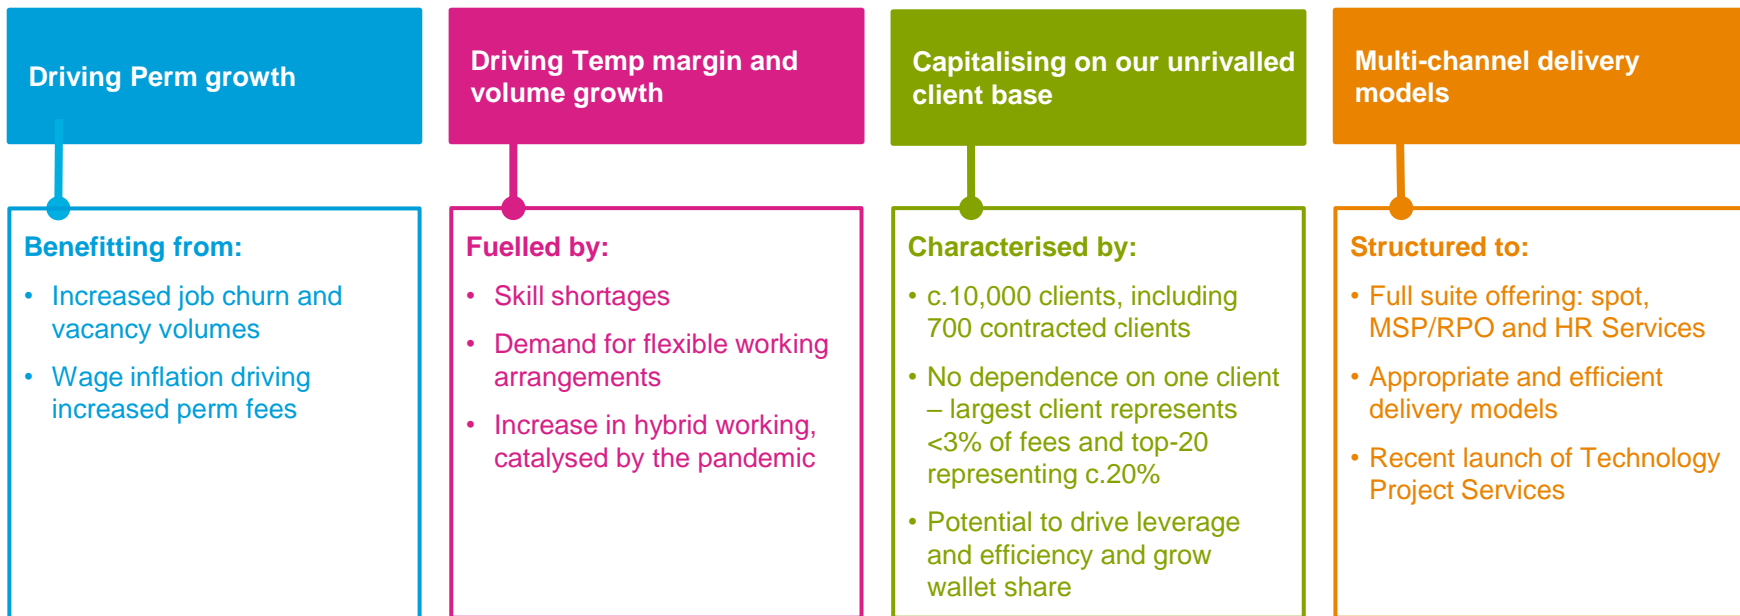 Driving Perm growth
Benefitting from:
• Increased job churn and
vacancy volumes
• Wage inflation driving
increased perm fees
Driving Temp margin and
volume growth
Fuelled by:
• Skill shortages
• Demand for flexible working
arrangements
• Increase in hybrid working,
catalysed by the pandemic
Capitalising on our unrivalled
client base
Characterised by:
• c.10,000 clients, including
700 contracted clients
• No dependence on one client
– largest client represents
<3% of fees and top-20
representing c.20%
• Potential to drive leverage
and efficiency and grow
wallet share
Multi-channel delivery
models
Structured to:
• Full suite offering: spot,
MSP/RPO and HR Services
• Appropriate and efficient
delivery models
• Recent launch of Technology
Project Services